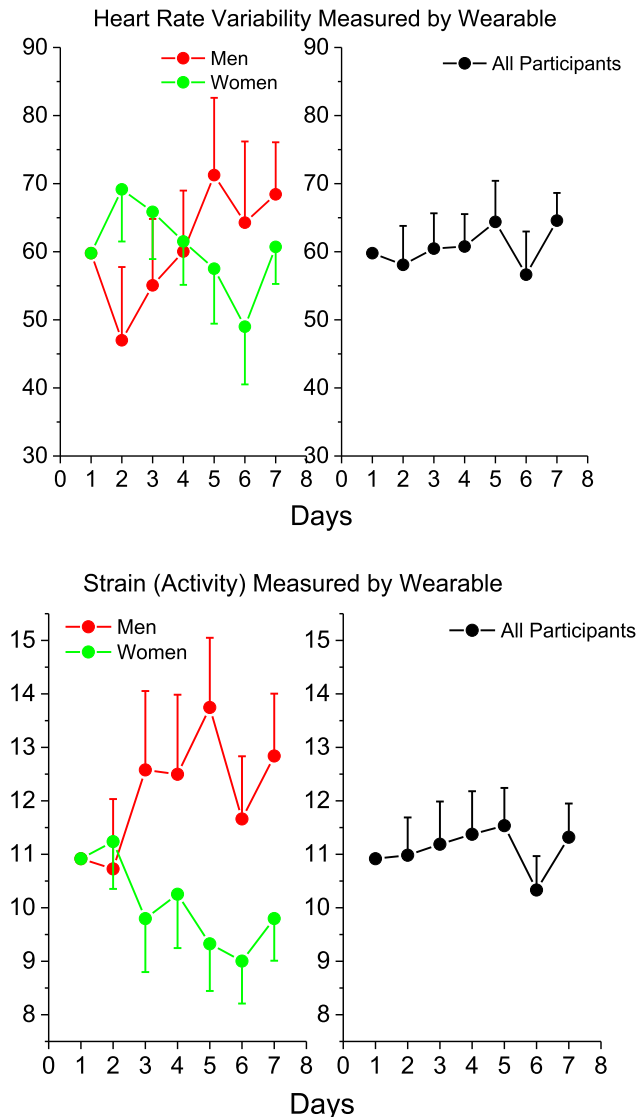 Heart Rate Variability Measured by Wearable
90
80
70
60
50
40
30
Men
Women
0 1 2 3 4 5 6 7 8
90
80
70
60
50
40
30
All Participants
0 1 2 3 4 5 6 7 8
Days
Strain (Activity) Measured by Wearable
15
14
13
12
11
10
9
8
Men
Women
0 1 2 3 4 5 6 7 8
15
14
13
12
11
10
9
8
All Participants
0 1 2 3 4 5 6 7 8
Days